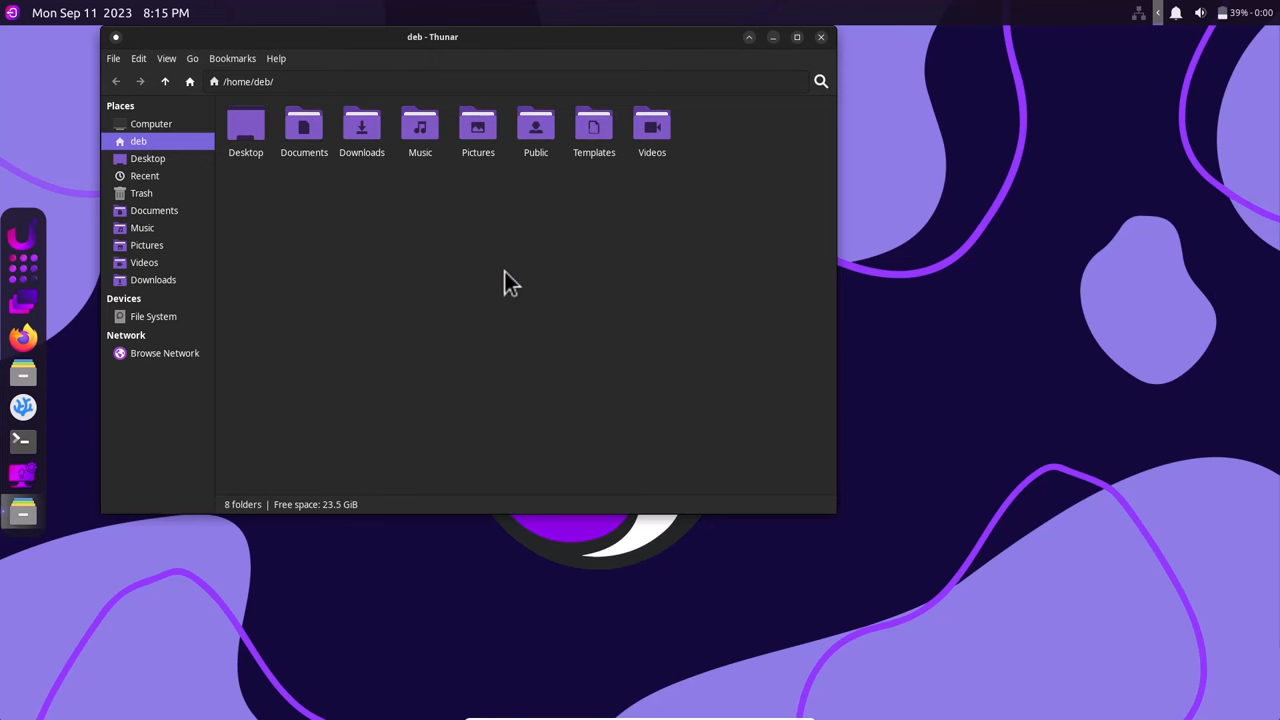 Mon Sep 11 2023 8:15 PM
39% - 0:00
deb - Thunar
File Edit View Go Bookmarks Help
/home/deb/
Places
Computer
deb
Desktop
Recent
Trash
Documents
Music
Pictures
Videos
Downloads
Devices
File System
Network
Browse Network
Desktop Documents Downloads Music Pictures Public Templates Videos
8 folders | Free space: 23.5 GiB